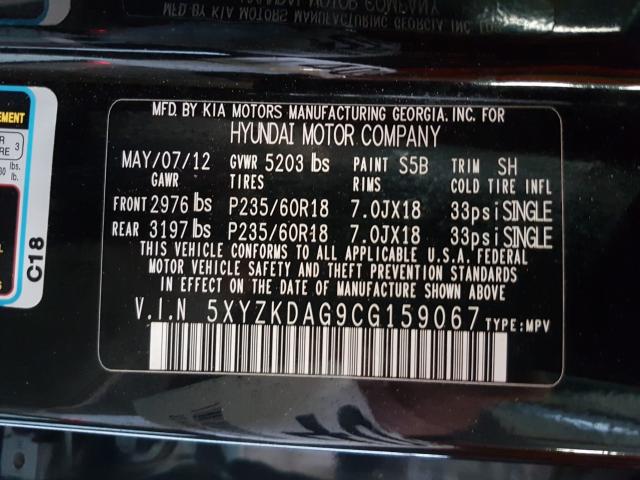 MFD. BY KIA MOTORS MANUFACTURING GEORGIA, INC. FOR
HYUNDAI MOTOR COMPANY
MAY/07/12 GVWR 5203 lbs PAINT S5B TRIM SH
GAWR TIRES RIMS COLD TIRE INFL
FRONT 2976 lbs P235/60R18 7.0JX18 33psi SINGLE
REAR 3197 lbs P235/60R18 7.0JX18 33psi SINGLE
THIS VEHICLE CONFORMS TO ALL APPLICABLE U.S.A. FEDERAL
MOTOR VEHICLE SAFETY AND THEFT PREVENTION STANDARDS
IN EFFECT ON THE DATE OF MANUFACTURE SHOWN ABOVE
V.I.N 5XYZKDAG9CG159067 TYPE:MPV
3
lbs.
lb.
C18